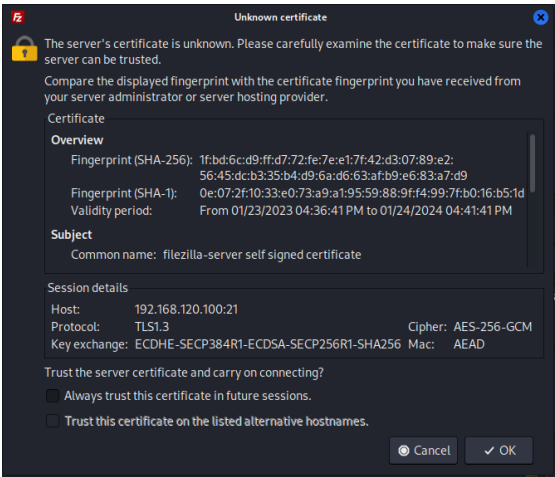 Fz
Unknown certificate
The server's certificate is unknown. Please carefully examine the certificate to make sure the
server can be trusted.
Compare the displayed fingerprint with the certificate fingerprint you have received from
your server administrator or server hosting provider.
Certificate
Overview
Fingerprint (SHA-256): 1f:bd:6c:d9:ff:d7:72:fe:7e:e1:7f:42:d3:07:89:e2:
56:45:dc:b3:35:b4:d9:6a:d6:63:af:b9:e6:83:a7:d9
Fingerprint (SHA-1): 0e:07:2f:10:33:e0:73:a9:a1:95:59:88:9f:f4:99:7f:b0:16:b5:1d
Validity period: From 01/23/2023 04:36:41 PM to 01/24/2024 04:41:41 PM
Subject
Common name: filezilla-server self signed certificate
Session details
Host: 192.168.120.100:21
Protocol: TLS1.3 Cipher: AES-256-GCM
Key exchange: ECDHE-SECP384R1-ECDSA-SECP256R1-SHA256 Mac: AEAD
Trust the server certificate and carry on connecting?
Always trust this certificate in future sessions.
Trust this certificate on the listed alternative hostnames.
Cancel OK